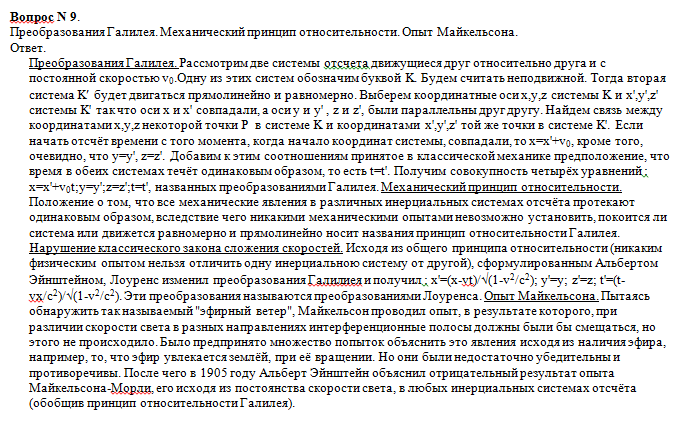 Вопрос N 9.
Преобразования Галилея. Механический принцип относительности. Опыт Майкельсона.
Ответ.
Преобразования Галилея. Рассмотрим две системы отсчета движущиеся друг относительно друга и с
постоянной скоростью v₀.Одну из этих систем обозначим буквой К. Будем считать неподвижной. Тогда вторая
система К′ будет двигаться прямолинейно и равномерно. Выберем координатные оси x,y,z системы К и x',y',z'
системы К' так что оси x и x' совпадали, а оси y и y' , z и z', были параллельны друг другу. Найдем связь между
координатами x,y,z некоторой точки Р в системе К и координатами x',y',z' той же точки в системе К'. Если
начать отсчёт времени с того момента, когда начало координат системы, совпадали, то x=x'+v₀, кроме того,
очевидно, что y=y', z=z'. Добавим к этим соотношениям принятое в классической механике предположение, что
время в обеих системах течёт одинаковым образом, то есть t=t'. Получим совокупность четырёх уравнений :
x=x'+v₀t;y=y';z=z';t=t', названных преобразованиями Галилея. Механический принцип относительности.
Положение о том, что все механические явления в различных инерциальных системах отсчёта протекают
одинаковым образом, вследствие чего никакими механическими опытами невозможно установить, покоится ли
система или движется равномерно и прямолинейно носит названия принципа относительности Галилея.
Нарушение классического закона сложения скоростей. Исходя из общего принципа относительности (никаким
физическим опытом нельзя отличить одну инерциальною систему от другой), сформулированным Альбертом
Эйнштейном, Лоуренс изменил преобразования Галилиея и получил : x'=(x-vt)/√(1-v²/c²); y'=y; z'=z; t'=(t-
vx/c²)/√(1-v²/c²). Эти преобразования называются преобразованиями Лоуренса. Опыт Майкельсона. Пытаясь
обнаружить так называемый "эфирный ветер", Майкельсон проводил опыт, в результате которого, при
различии скорости света в разных направлениях интерференционные полосы должны были бы смещаться, но
этого не происходило. Было предпринято множество попыток объяснить это явления исходя из наличия эфира,
например, то, что эфир увлекается землёй, при её вращении. Но они были недостаточно убедительны и
противоречивы. После чего в 1905 году Альберт Эйнштейн объяснил отрицательный результат опыта
Майкельсона-Морли, его исходя из постоянства скорости света, в любых инерциальных системах отсчёта
(обобщив принцип относительности Галилея).